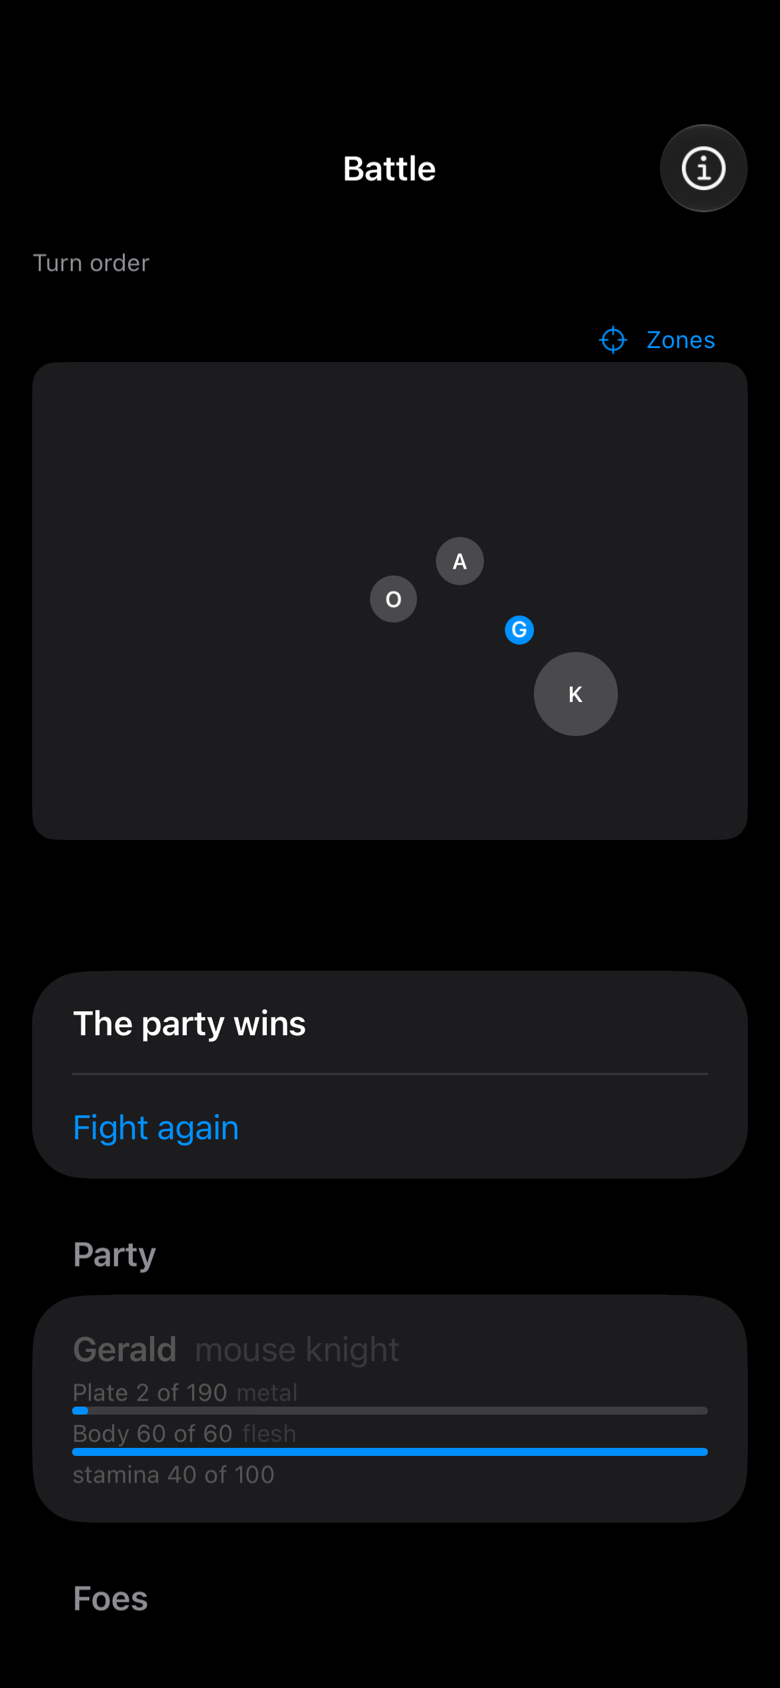 Battle
Turn order
Zones
A
O
G
K
The party wins
Fight again
Party
Gerald mouse knight
Plate 2 of 190 metal
Body 60 of 60 flesh
stamina 40 of 100
Foes